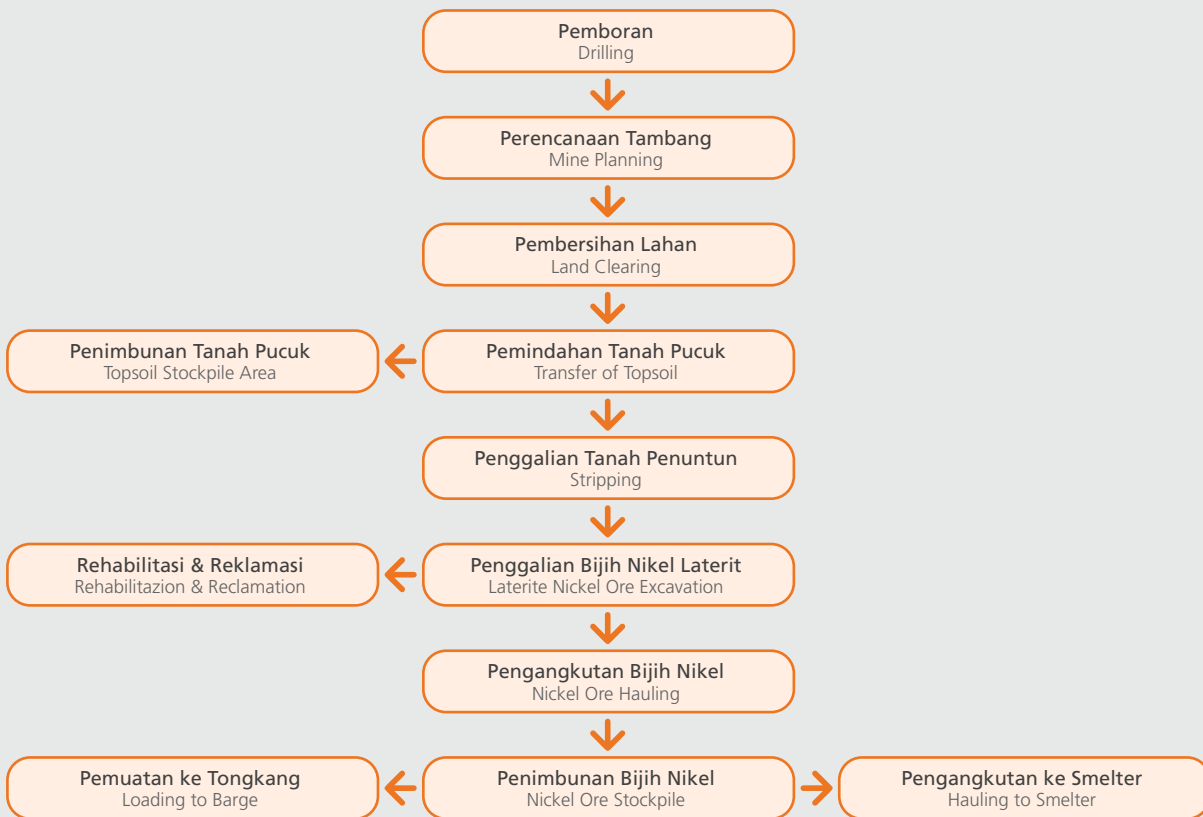 Pemboran
Drilling
Perencanaan Tambang
Mine Planning
Pembersihan Lahan
Land Clearing
Penimbunan Tanah Pucuk
Topsoil Stockpile Area
Pemindahan Tanah Pucuk
Transfer of Topsoil
Penggalian Tanah Penuntun
Stripping
Rehabilitasi & Reklamasi
Rehabilitazion & Reclamation
Penggalian Bijih Nikel Laterit
Laterite Nickel Ore Excavation
Pengangkutan Bijih Nikel
Nickel Ore Hauling
Pemuatan ke Tongkang
Loading to Barge
Penimbunan Bijih Nikel
Nickel Ore Stockpile
Pengangkutan ke Smelter
Hauling to Smelter